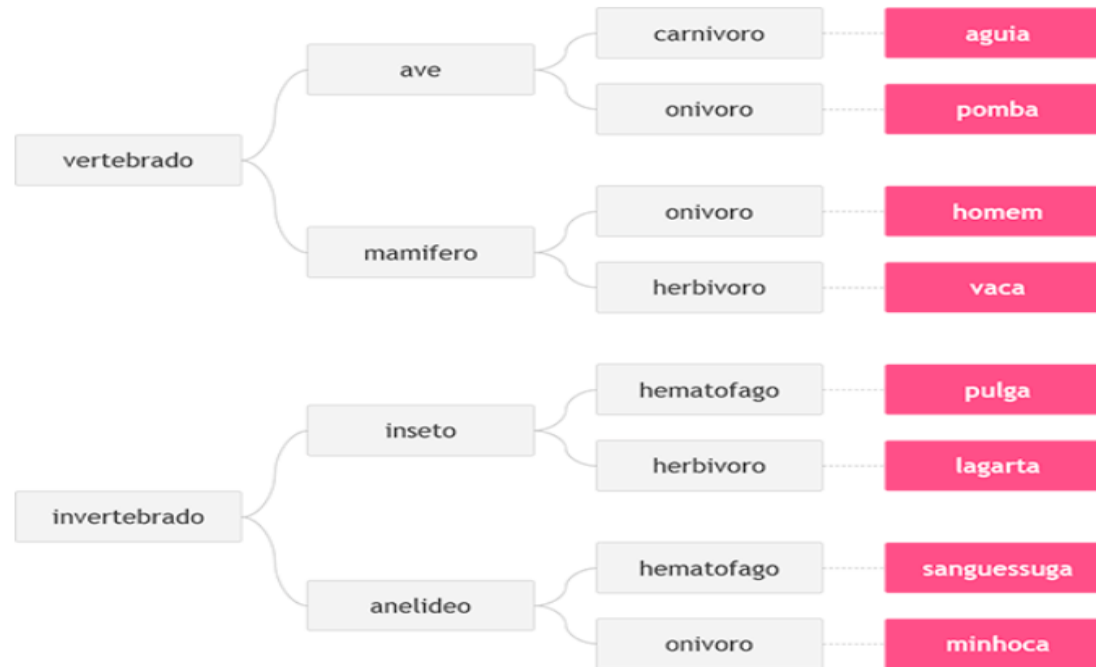 carnivoro aguia
ave
onivoro pomba
vertebrado
onivoro homem
mamifero
herbivoro vaca
hematofago pulga
inseto
herbivoro lagarta
invertebrado
hematofago sanguessuga
anelideo
onivoro minhoca